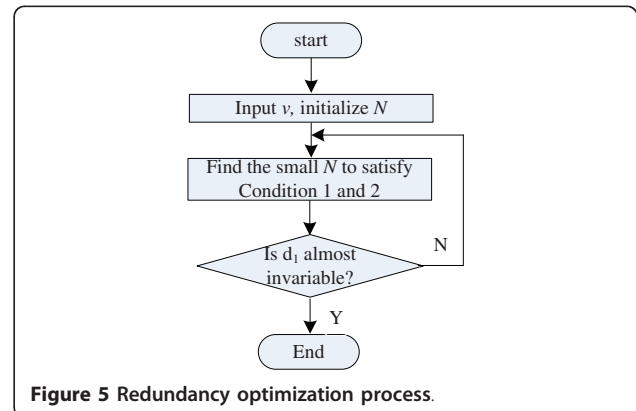 start
Input v, initialize N
Find the small N to satisfy
Condition 1 and 2
N
Is d₁ almost
invariable?
Y
End
Figure 5 Redundancy optimization process.